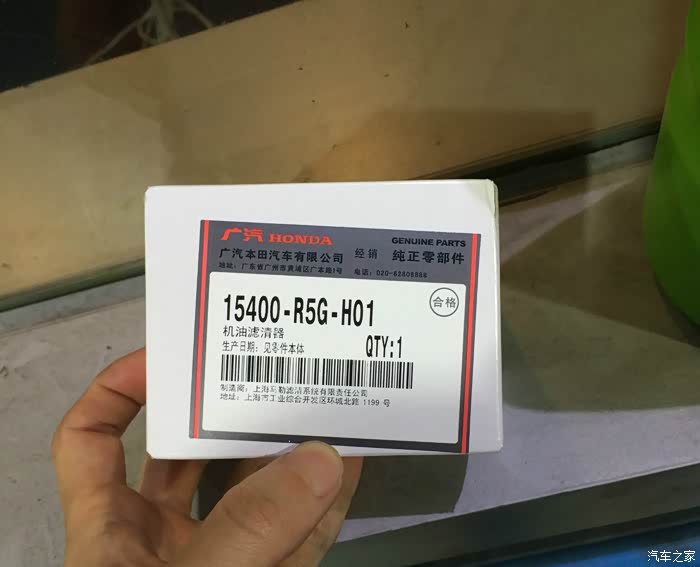 广汽 HONDA
GENUINE PARTS
广汽本田汽车有限公司 经销 纯正零部件
地址：广东省广州市黄埔区广本路1号 电话：020-62806888
15400-R5G-H01
合格
机油滤清器
生产日期：见零件本体
QTY:1
制造商：上海马勒滤清系统有限责任公司
地址：上海市工业综合开发区环城北路 1199 号
汽车之家